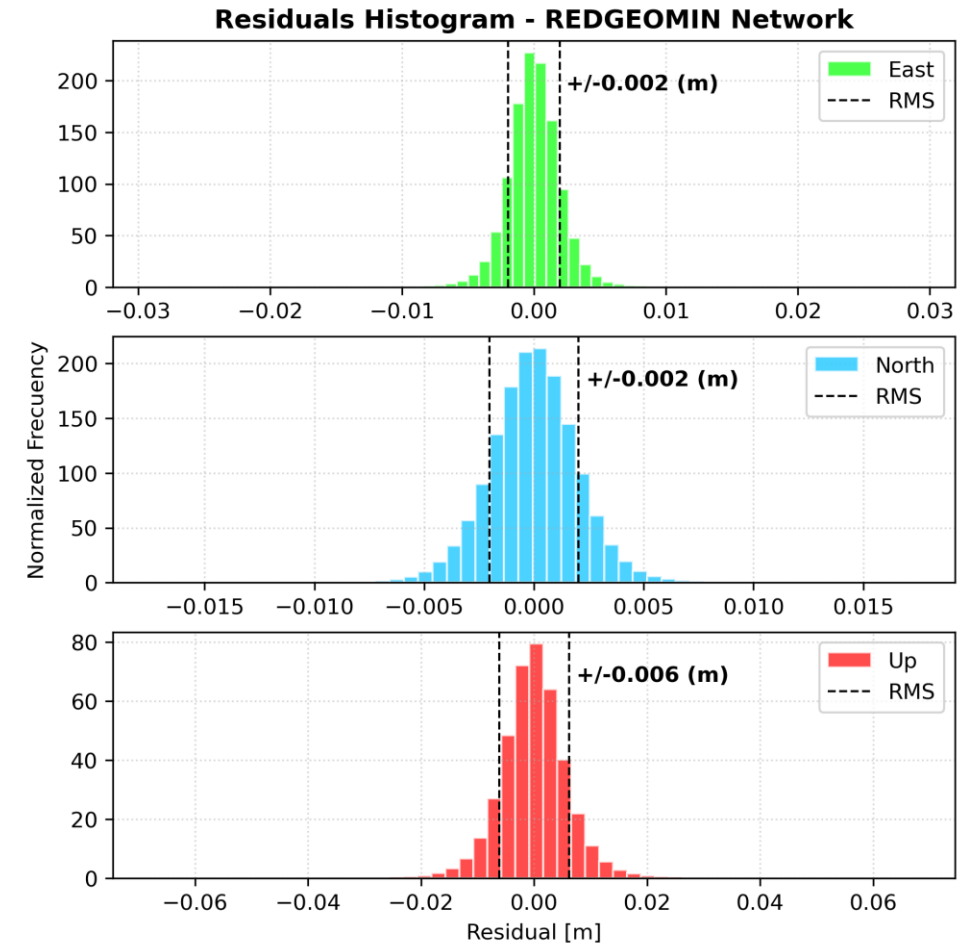 Residuals Histogram - REDGEOMIN Network
200
150
100
50
0
+/-0.002 (m)
East
RMS
−0.03 −0.02 −0.01 0.00 0.01 0.02 0.03
Normalized Frecuency
200
150
100
50
0
+/-0.002 (m)
North
RMS
−0.015 −0.010 −0.005 0.000 0.005 0.010 0.015
80
60
40
20
0
+/-0.006 (m)
Up
RMS
−0.06 −0.04 −0.02 0.00 0.02 0.04 0.06
Residual [m]